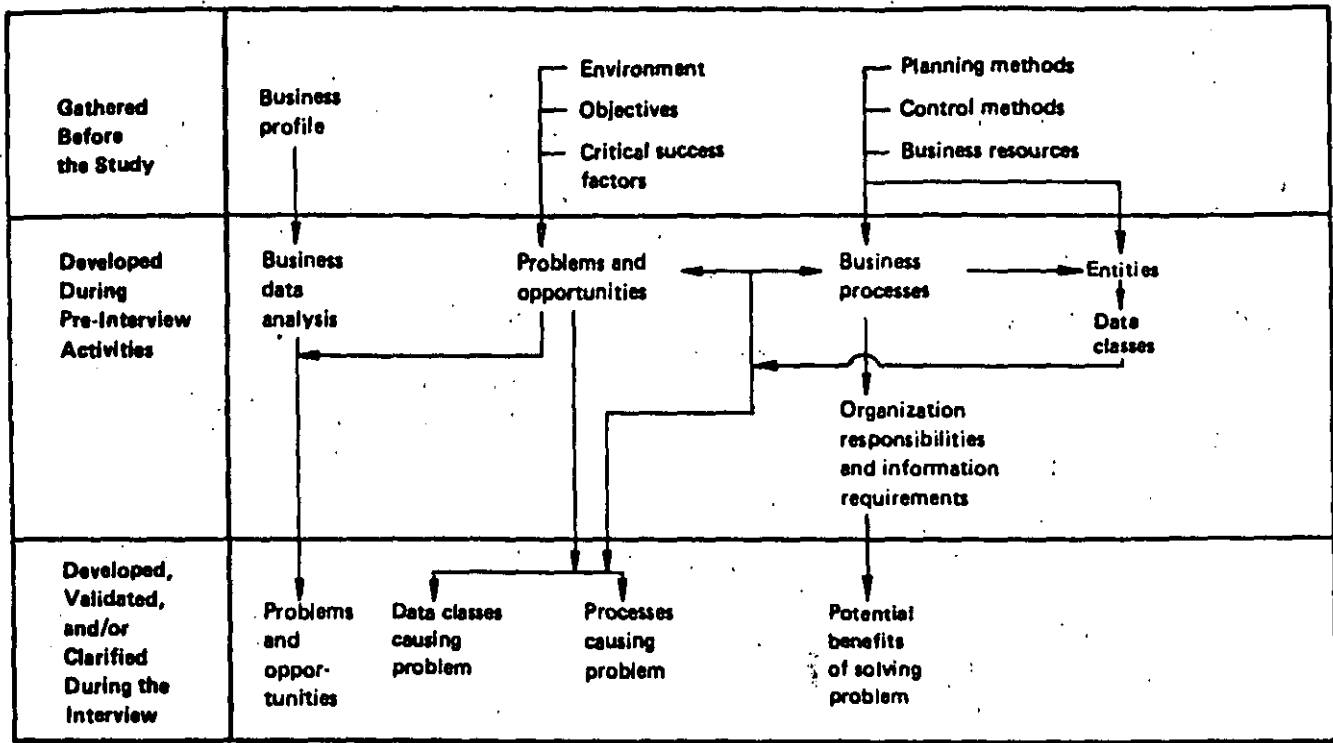 Gathered
Before
the Study
Business
profile
Environment
Objectives
Critical success
factors
Planning methods
Control methods
Business resources
Developed
During
Pre-Interview
Activities
Business
data
analysis
Problems and
opportunities
Business
processes
Entities
Data
classes
Organization
responsibilities
and information
requirements
Developed,
Validated,
and/or
Clarified
During the
Interview
Problems
and
oppor-
tunities
Data classes
causing
problem
Processes
causing
problem
Potential
benefits
of solving
problem